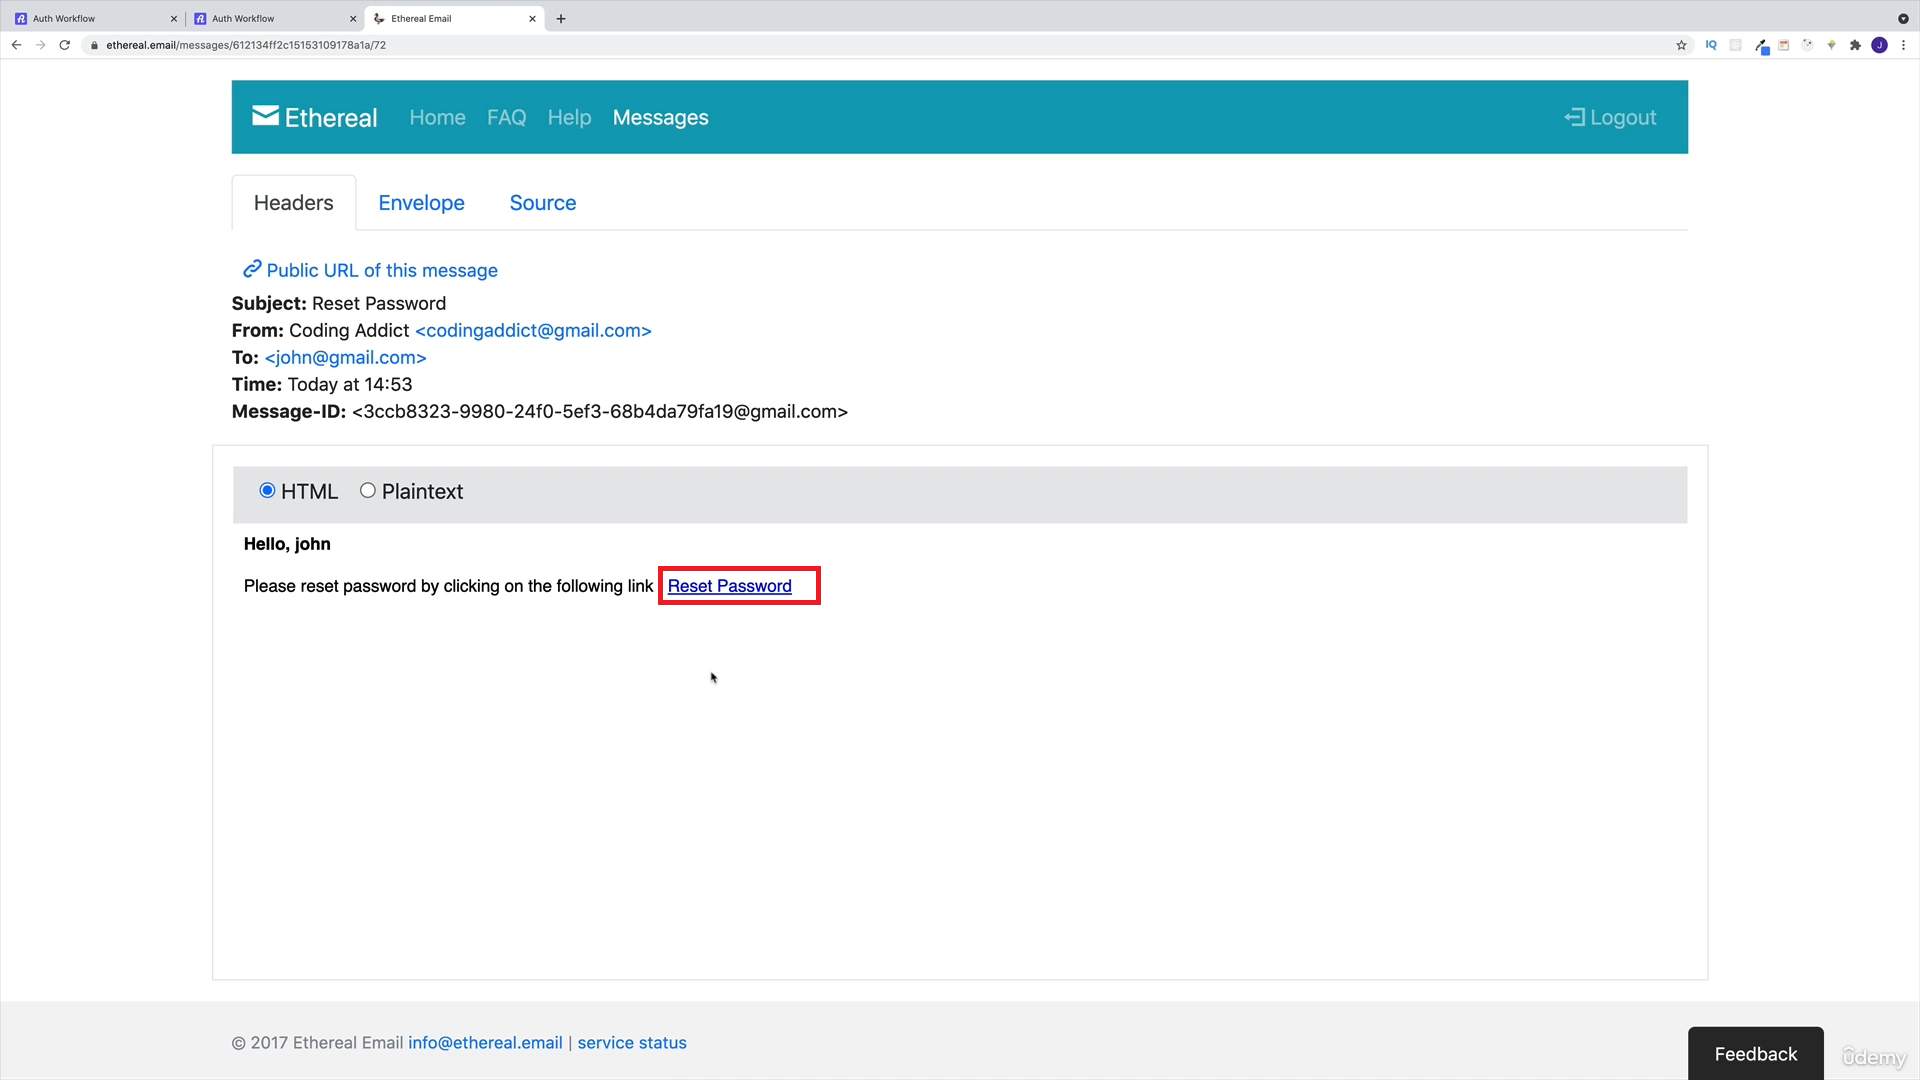 Auth Workflow
Auth Workflow
Ethereal Email
ethereal.email/messages/612134ff2c15153109178a1a/72
IQ
J
Ethereal
Home
FAQ
Help
Messages
Logout
Headers
Envelope
Source
Public URL of this message
Subject: Reset Password
From: Coding Addict <codingaddict@gmail.com>
To: <john@gmail.com>
Time: Today at 14:53
Message-ID: <3ccb8323-9980-24f0-5ef3-68b4da79fa19@gmail.com>
HTML
Plaintext
Hello, john
Please reset password by clicking on the following link Reset Password
© 2017 Ethereal Email info@ethereal.email | service status
Feedback
ûdemy